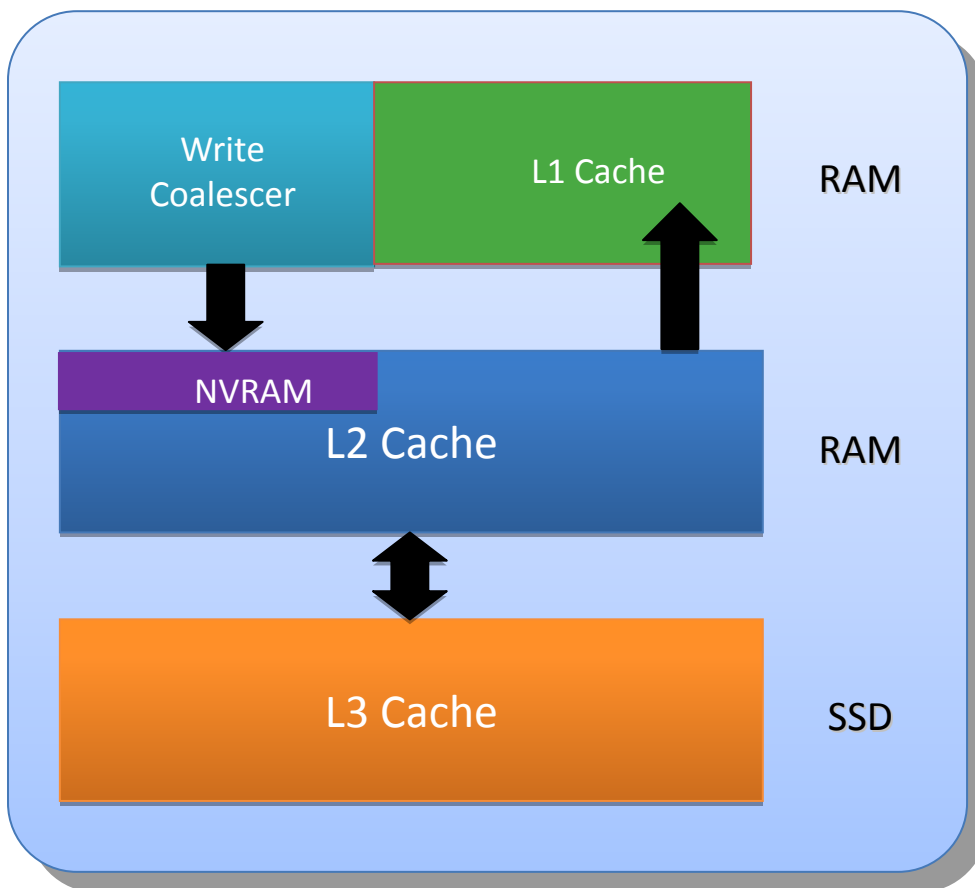 Write
Coalescer
L1 Cache
RAM
NVRAM
L2 Cache
RAM
L3 Cache
SSD